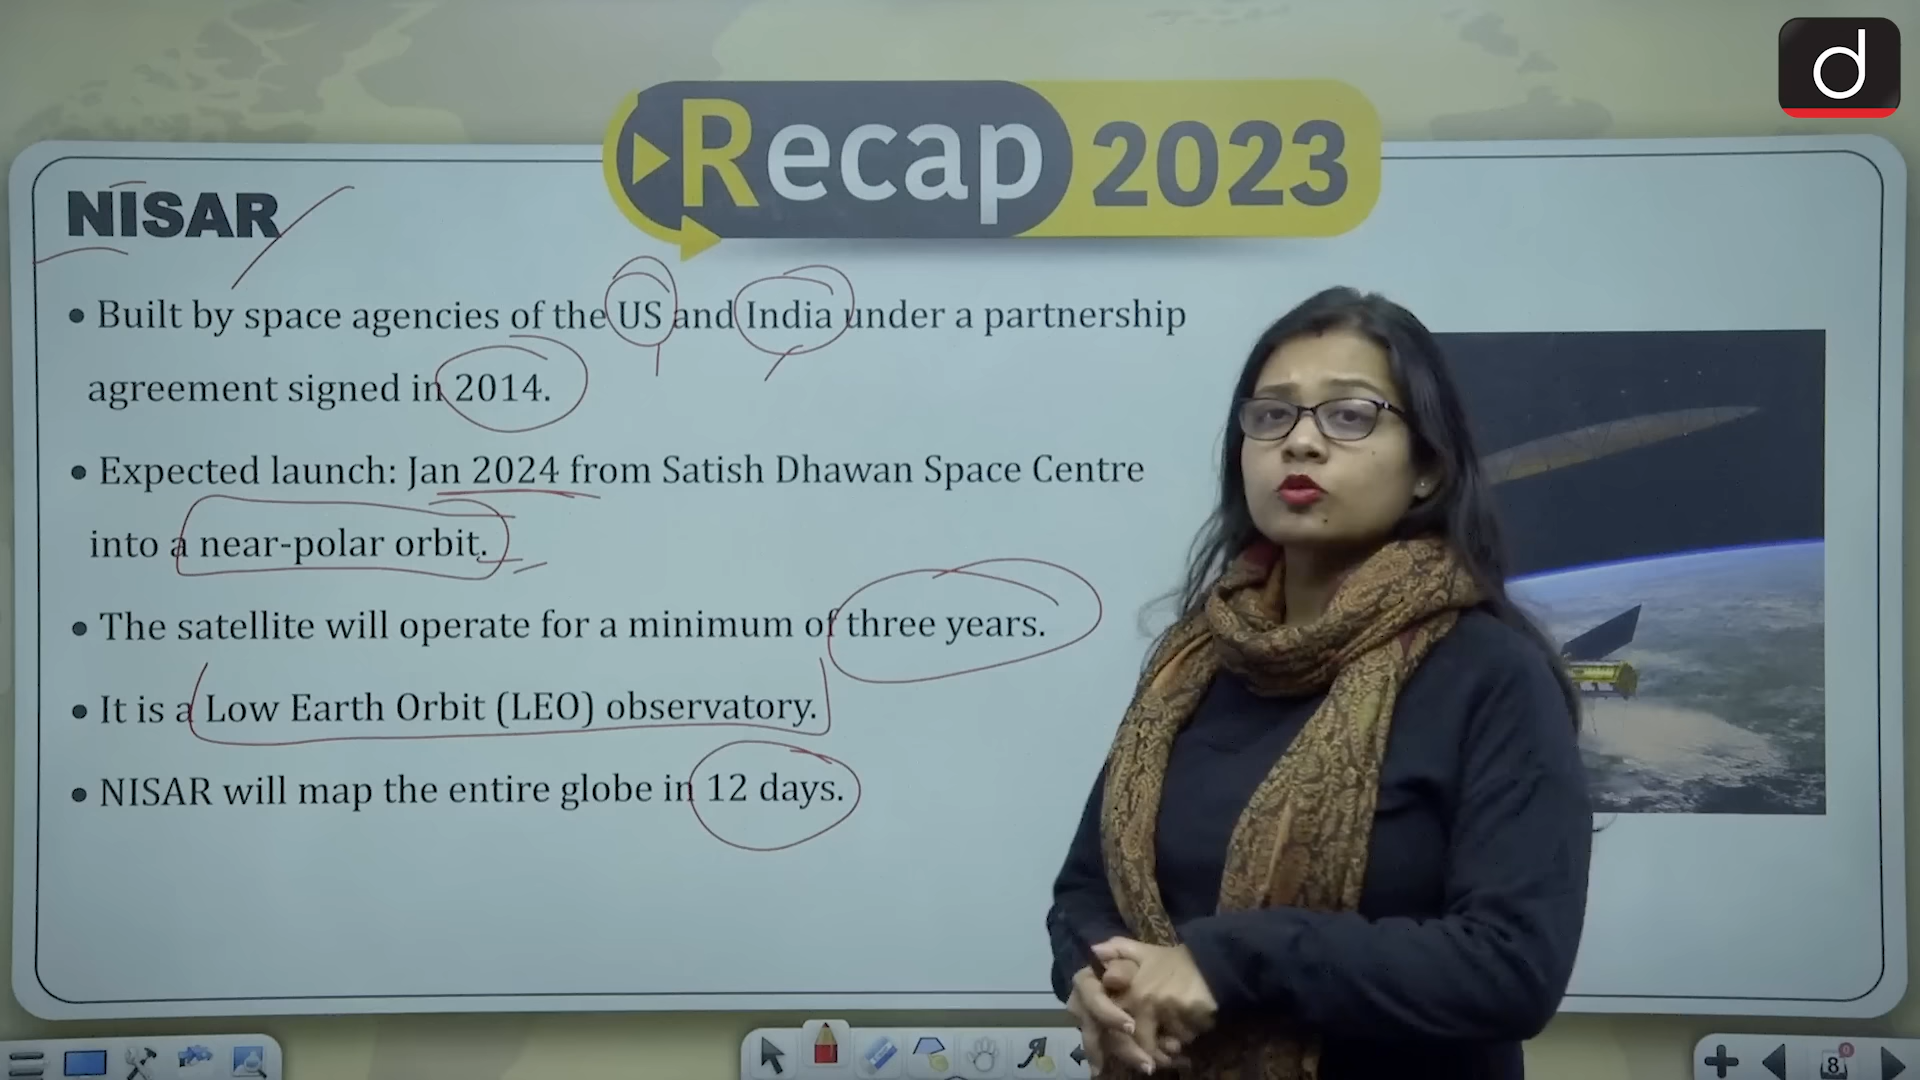 d
Recap 2023
NISAR
• Built by space agencies of the US and India under a partnership
agreement signed in 2014.
• Expected launch: Jan 2024 from Satish Dhawan Space Centre
into a near-polar orbit.
• The satellite will operate for a minimum of three years.
• It is a Low Earth Orbit (LEO) observatory.
• NISAR will map the entire globe in 12 days.
8
0